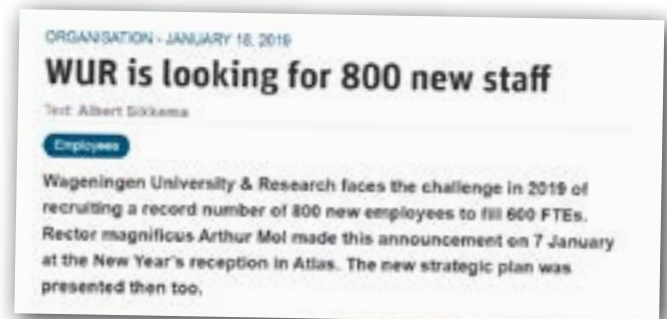 ORGANISATION - JANUARY 18, 2019
WUR is looking for 800 new staff
Text: Albert Sikkema
Employees
Wageningen University & Research faces the challenge in 2019 of
recruiting a record number of 800 new employees to fill 600 FTEs.
Rector magnificus Arthur Mol made this announcement on 7 January
at the New Year's reception in Atlas. The new strategic plan was
presented then too.